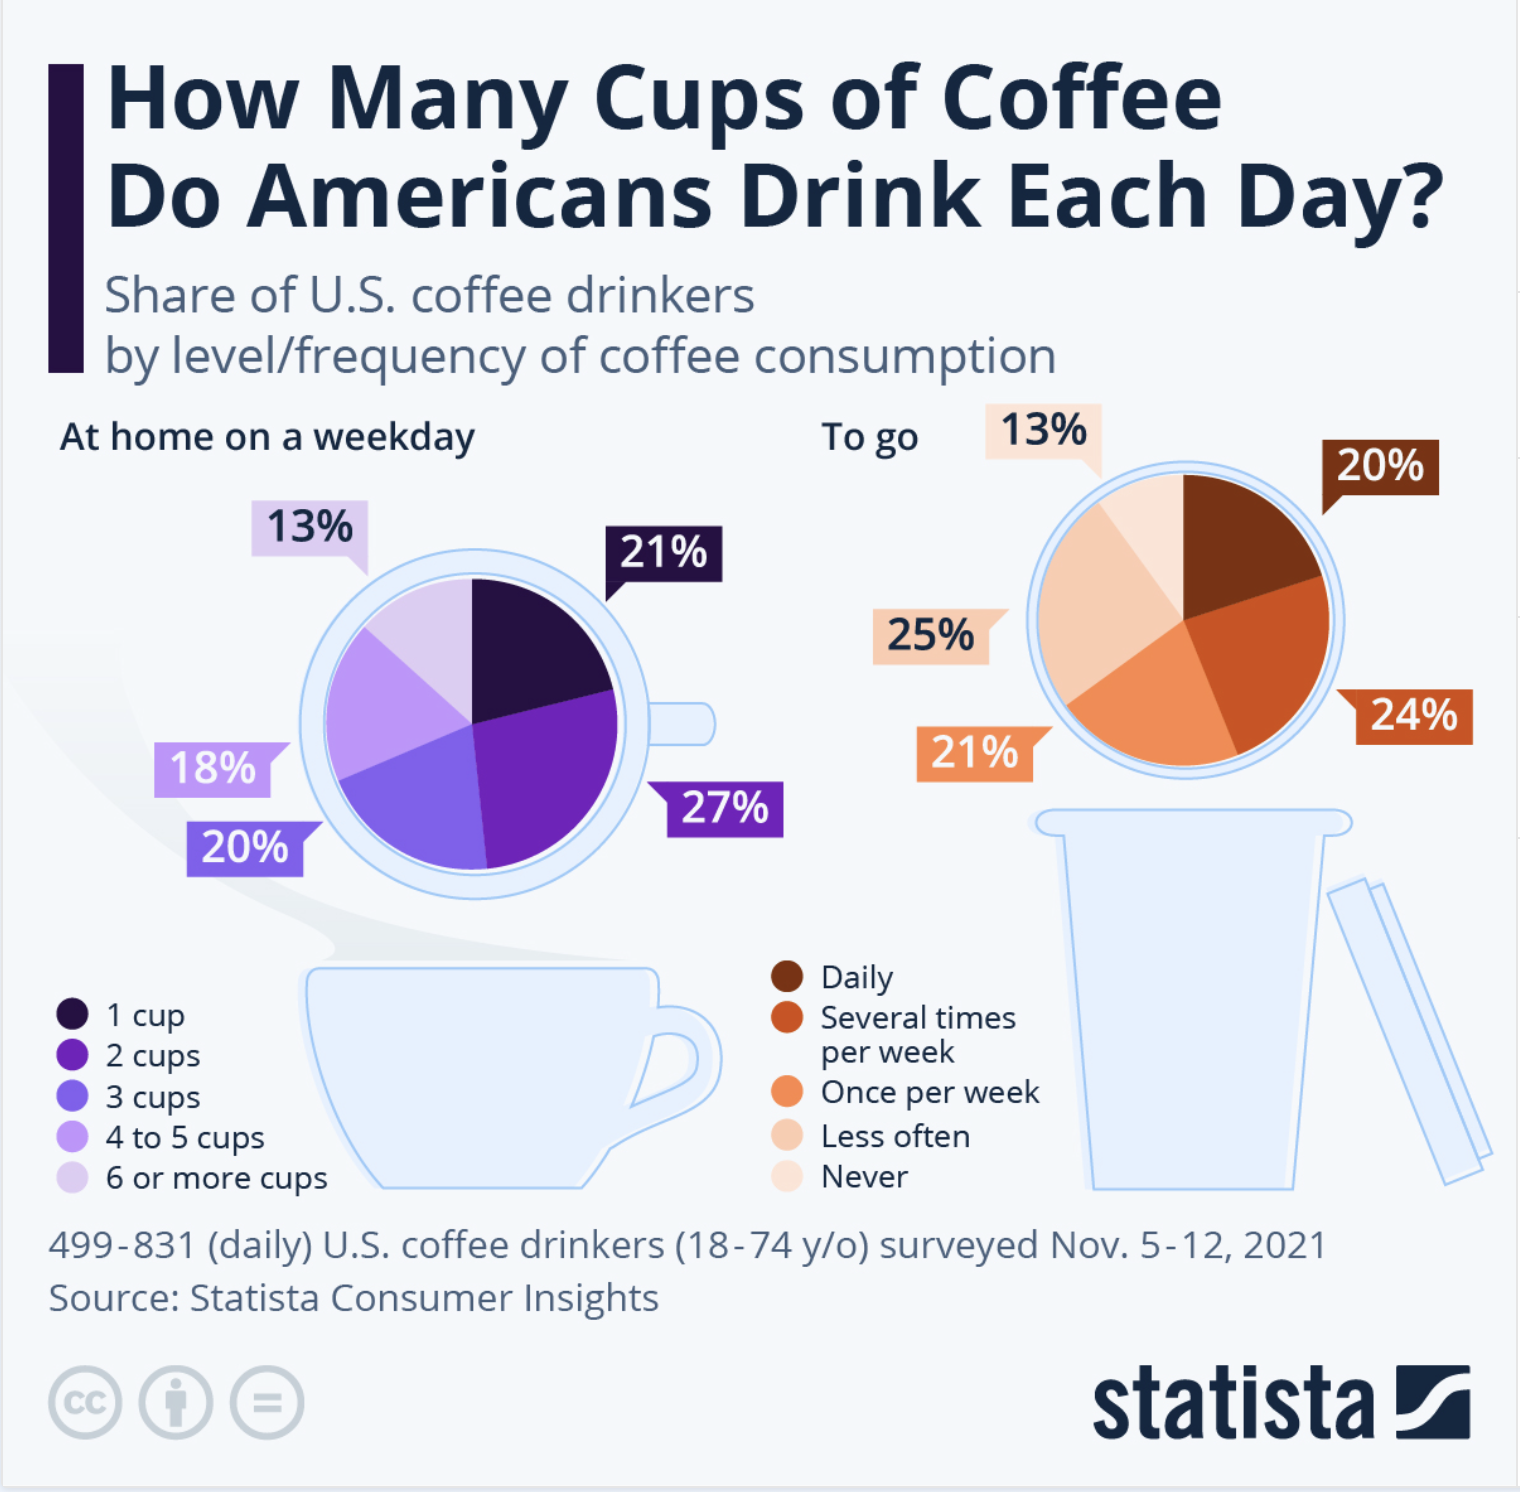 How Many Cups of Coffee
Do Americans Drink Each Day?
Share of U.S. coffee drinkers
by level/frequency of coffee consumption
At home on a weekday
13%
21%
18%
20%
27%
1 cup
2 cups
3 cups
4 to 5 cups
6 or more cups
To go
13%
20%
25%
24%
21%
Daily
Several times
per week
Once per week
Less often
Never
499-831 (daily) U.S. coffee drinkers (18-74 y/o) surveyed Nov. 5-12, 2021
Source: Statista Consumer Insights
cc
=
statista